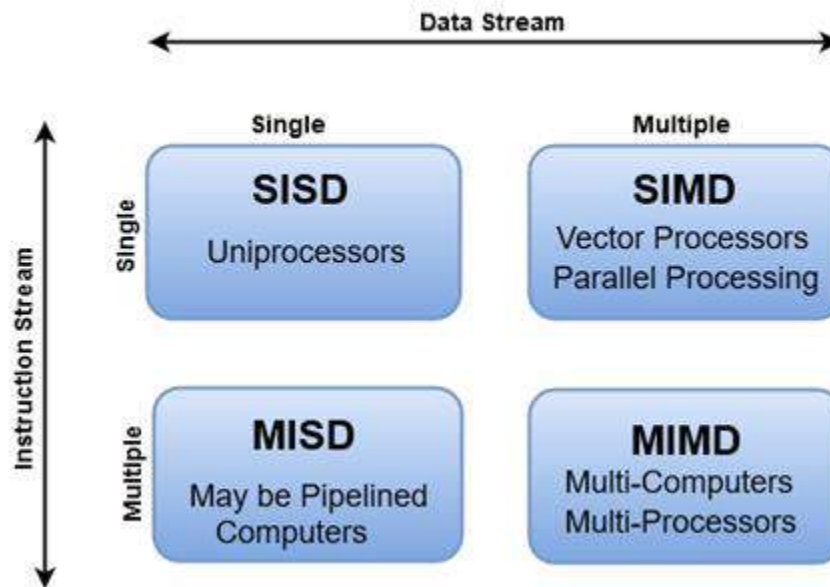 Data Stream
Single
Multiple
Instruction Stream
Single
SISD
Uniprocessors
SIMD
Vector Processors
Parallel Processing
Multiple
MISD
May be Pipelined
Computers
MIMD
Multi-Computers
Multi-Processors